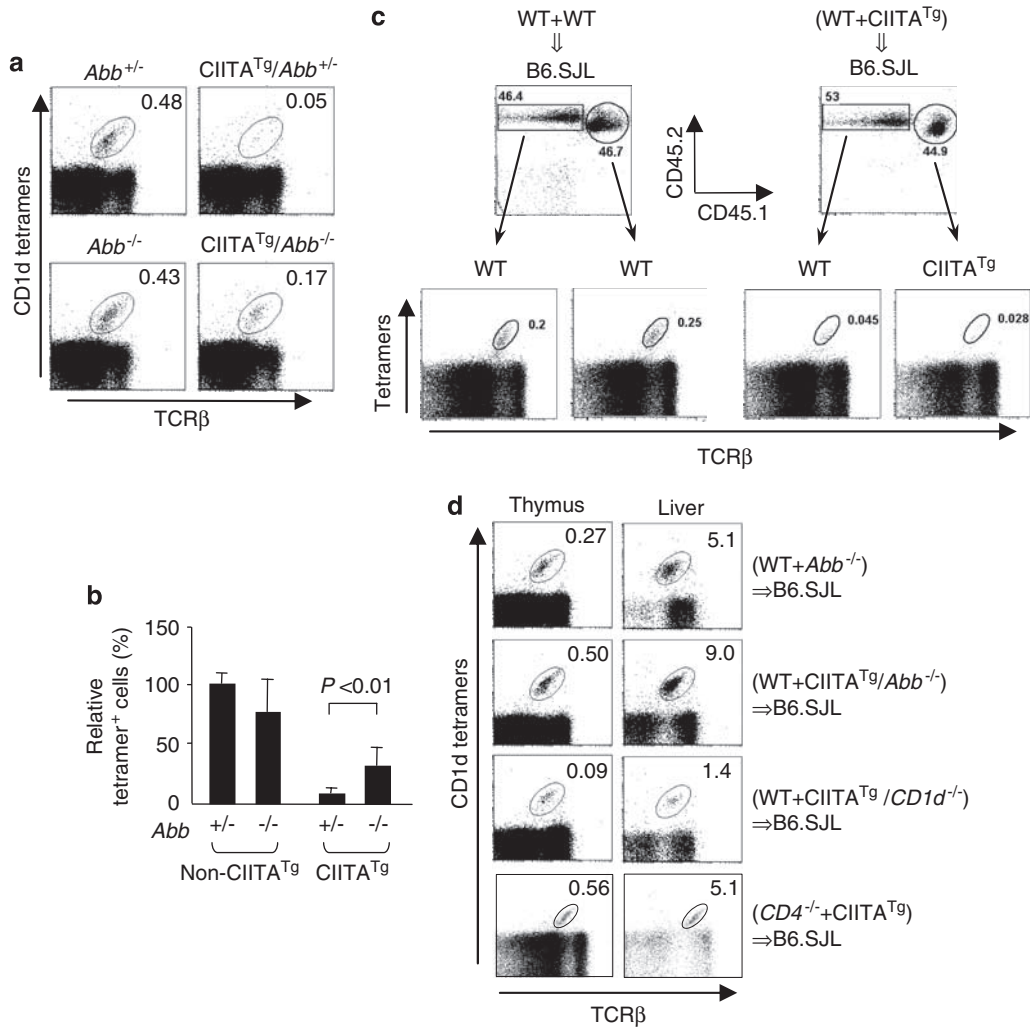 a
Abb+/-
CIITATg/Abb+/-
0.48
0.05
Abb-/-
CIITATg/Abb-/-
0.43
0.17
CD1d tetramers
TCRβ
c
WT+WT
⇓
B6.SJL
46.4
46.7
(WT+CIITATg)
⇓
B6.SJL
53
44.9
CD45.2
CD45.1
WT
WT
WT
CIITATg
0.2
0.25
0.045
0.028
Tetramers
TCRβ
b
Relative
tetramer+ cells (%)
150
100
50
0
P <0.01
Abb
+/-
-/-
+/-
-/-
Non-CIITATg
CIITATg
d
Thymus
Liver
0.27
5.1
(WT+Abb-/-)
⇒B6.SJL
0.50
9.0
(WT+CIITATg/Abb-/-)
⇒B6.SJL
0.09
1.4
(WT+CIITATg /CD1d-/-)
⇒B6.SJL
0.56
5.1
(CD4-/-+CIITATg)
⇒B6.SJL
CD1d tetramers
TCRβ